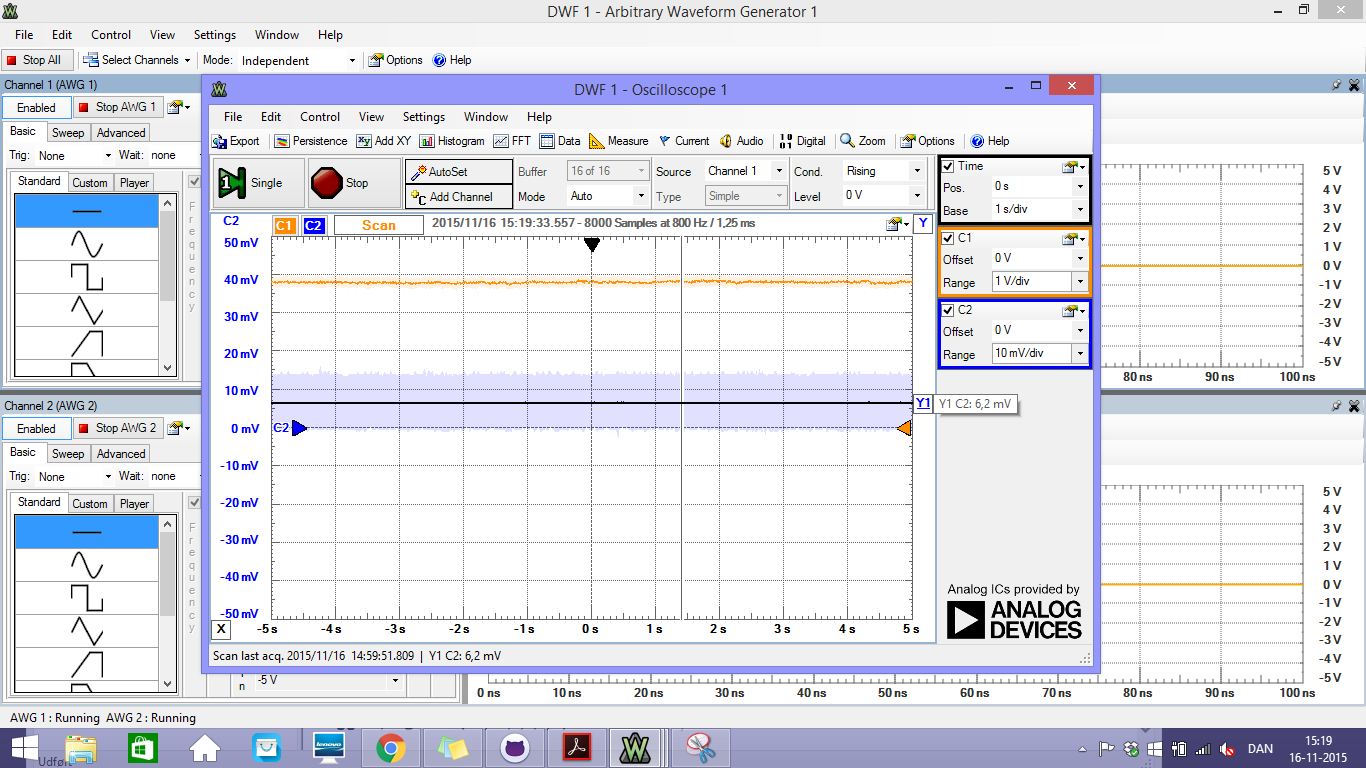 DWF 1 - Arbitrary Waveform Generator 1
File Edit Control View Settings Window Help
Stop All Select Channels Mode: Independent Options Help
Channel 1 (AWG 1)
Enabled Stop AWG 1
Basic Sweep Advanced
Trig: None Wait: none
Standard Custom Player
Frequency
DWF 1 - Oscilloscope 1
File Edit Control View Settings Window Help
Export Persistence Add XY Histogram FFT Data Measure Current Audio Digital Zoom Options Help
Single Stop AutoSet Buffer 16 of 16 Source Channel 1 Cond. Rising
Add Channel Mode Auto Type Simple Level 0 V
C2 C1 C2 Scan 2015/11/16 15:19:33.557 - 8000 Samples at 800 Hz / 1,25 ms Y
50 mV
40 mV
30 mV
20 mV
10 mV
0 mV
-10 mV
-20 mV
-30 mV
-40 mV
-50 mV
C2
X -5 s -4 s -3 s -2 s -1 s 0 s 1 s 2 s 3 s 4 s 5 s
Time
Pos. 0 s
Base 1 s/div
C1
Offset 0 V
Range 1 V/div
C2
Offset 0 V
Range 10 mV/div
Y1 Y1 C2: 6,2 mV
Analog ICs provided by
ANALOG
DEVICES
Scan last acq. 2015/11/16 14:59:51.809 | Y1 C2: 6,2 mV
5 V
4 V
3 V
2 V
1 V
0 V
-1 V
-2 V
-3 V
-4 V
-5 V
80 ns 90 ns 100 ns
Channel 2 (AWG 2)
Enabled Stop AWG 2
Basic Sweep Advanced
Trig: None Wait: none
Standard Custom Player
Frequency
-5 V
5 V
4 V
3 V
2 V
1 V
0 V
-1 V
-2 V
-3 V
-4 V
-5 V
0 ns 10 ns 20 ns 30 ns 40 ns 50 ns 60 ns 70 ns 80 ns 90 ns 100 ns
AWG 1 : Running AWG 2 : Running
Udført
lenovo
DAN
15:19
16-11-2015